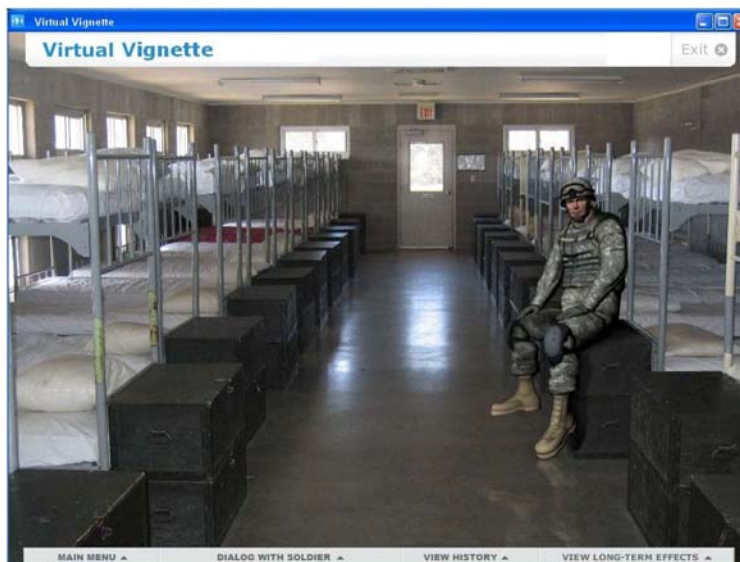 Virtual Vignette
Virtual Vignette
Exit
EXIT
MAIN MENU DIALOG WITH SOLDIER VIEW HISTORY VIEW LONG-TERM EFFECTS